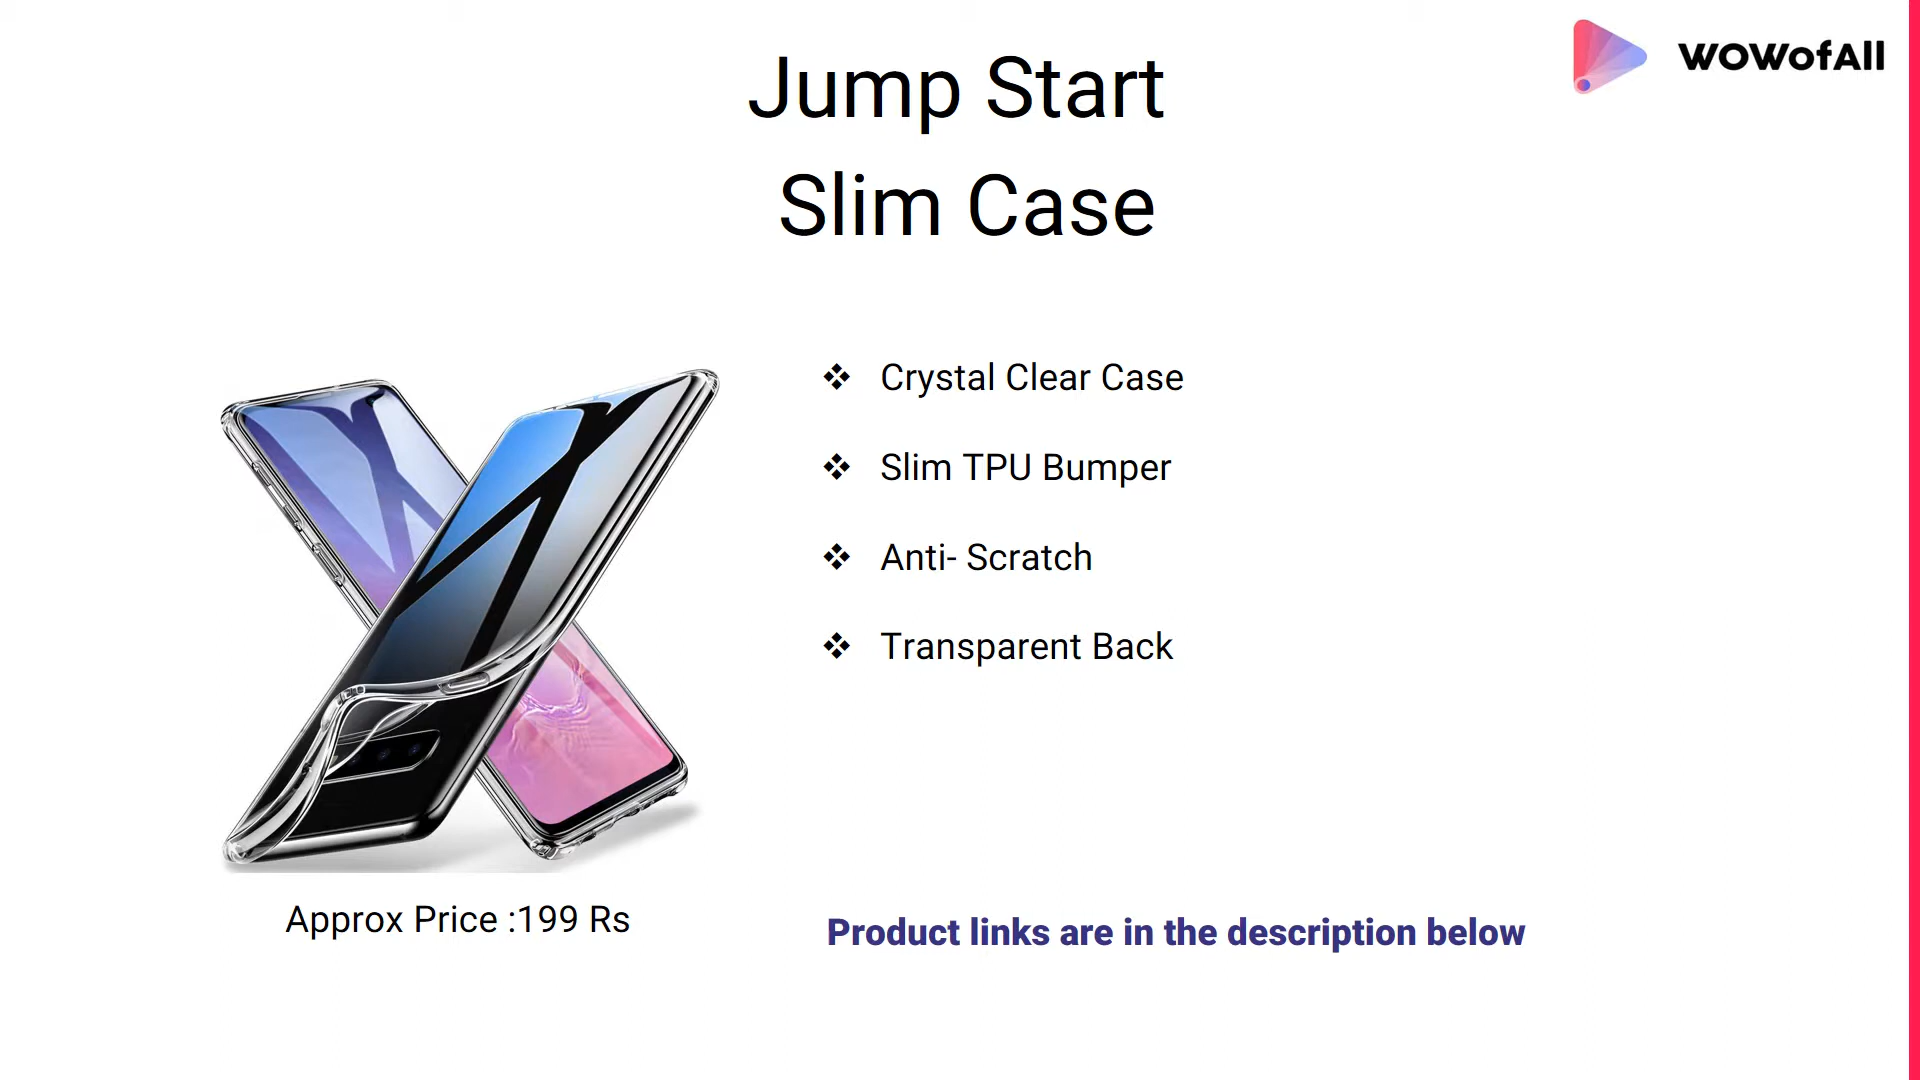 WOWofAll
Jump Start
Slim Case
❖ Crystal Clear Case
❖ Slim TPU Bumper
❖ Anti- Scratch
❖ Transparent Back
Approx Price :199 Rs
Product links are in the description below